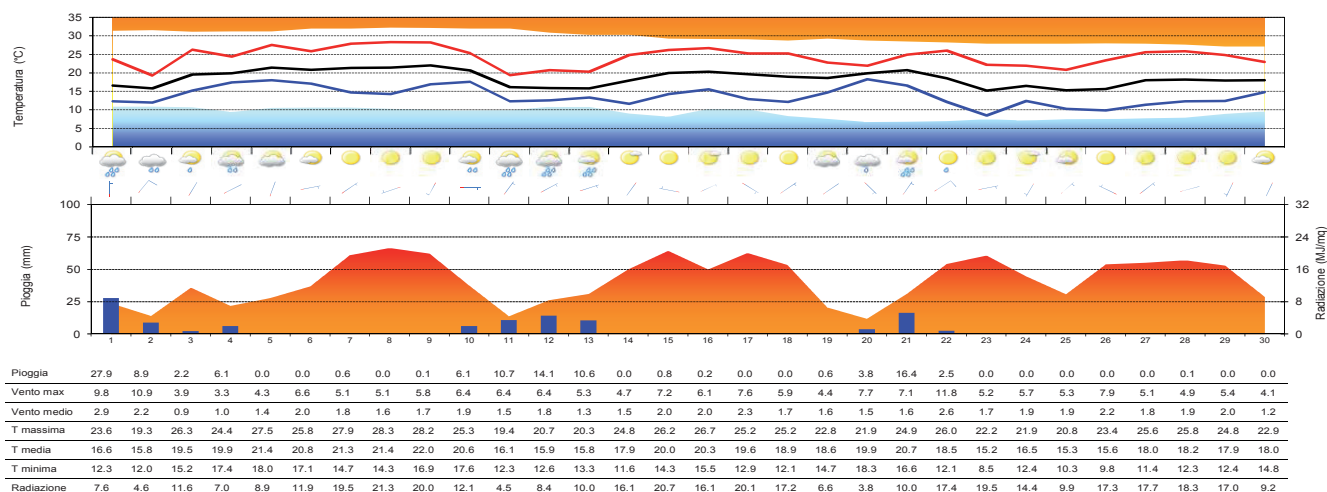 Temperatura (°C)
35
30
25
20
15
10
5
0
Pioggia (mm)
100
75
50
25
0
Radiazione (MJ/mq)
32
24
16
8
0
1 2 3 4 5 6 7 8 9 10 11 12 13 14 15 16 17 18 19 20 21 22 23 24 25 26 27 28 29 30
Pioggia 27.9 8.9 2.2 6.1 0.0 0.0 0.6 0.0 0.1 6.1 10.7 14.1 10.6 0.0 0.8 0.2 0.0 0.0 0.6 3.8 16.4 2.5 0.0 0.0 0.0 0.0 0.0 0.1 0.0 0.0
Vento max 9.8 10.9 3.9 3.3 4.3 6.6 5.1 5.1 5.8 6.4 6.4 6.4 5.3 4.7 7.2 6.1 7.6 5.9 4.4 7.7 7.1 11.8 5.2 5.7 5.3 7.9 5.1 4.9 5.4 4.1
Vento medio 2.9 2.2 0.9 1.0 1.4 2.0 1.8 1.6 1.7 1.9 1.5 1.8 1.3 1.5 2.0 2.0 2.3 1.7 1.6 1.5 1.6 2.6 1.7 1.9 1.9 2.2 1.8 1.9 2.0 1.2
T massima 23.6 19.3 26.3 24.4 27.5 25.8 27.9 28.3 28.2 25.3 19.4 20.7 20.3 24.8 26.2 26.7 25.2 25.2 22.8 21.9 24.9 26.0 22.2 21.9 20.8 23.4 25.6 25.8 24.8 22.9
T media 16.6 15.8 19.5 19.9 21.4 20.8 21.3 21.4 22.0 20.6 16.1 15.9 15.8 17.9 20.0 20.3 19.6 18.9 18.6 19.9 20.7 18.5 15.2 16.5 15.3 15.6 18.0 18.2 17.9 18.0
T minima 12.3 12.0 15.2 17.4 18.0 17.1 14.7 14.3 16.9 17.6 12.3 12.6 13.3 11.6 14.3 15.5 12.9 12.1 14.7 18.3 16.6 12.1 8.5 12.4 10.3 9.8 11.4 12.3 12.4 14.8
Radiazione 7.6 4.6 11.6 7.0 8.9 11.9 19.5 21.3 20.0 12.1 4.5 8.4 10.0 16.1 20.7 16.1 20.1 17.2 6.6 3.8 10.0 17.4 19.5 14.4 9.9 17.3 17.7 18.3 17.0 9.2